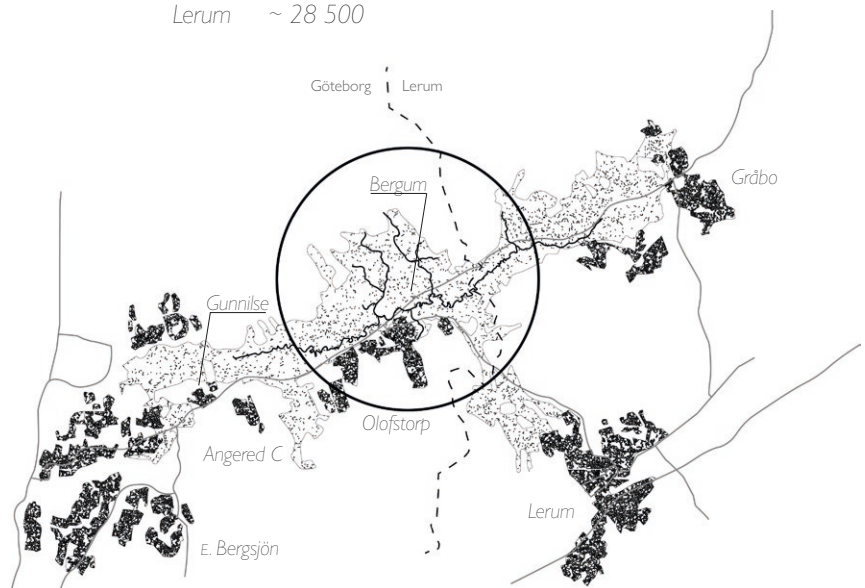 Lerum ~ 28 500
Göteborg Lerum
Bergum
Gråbo
Gunnilse
Olofstorp
Angered C
Lerum
E. Bergsjön